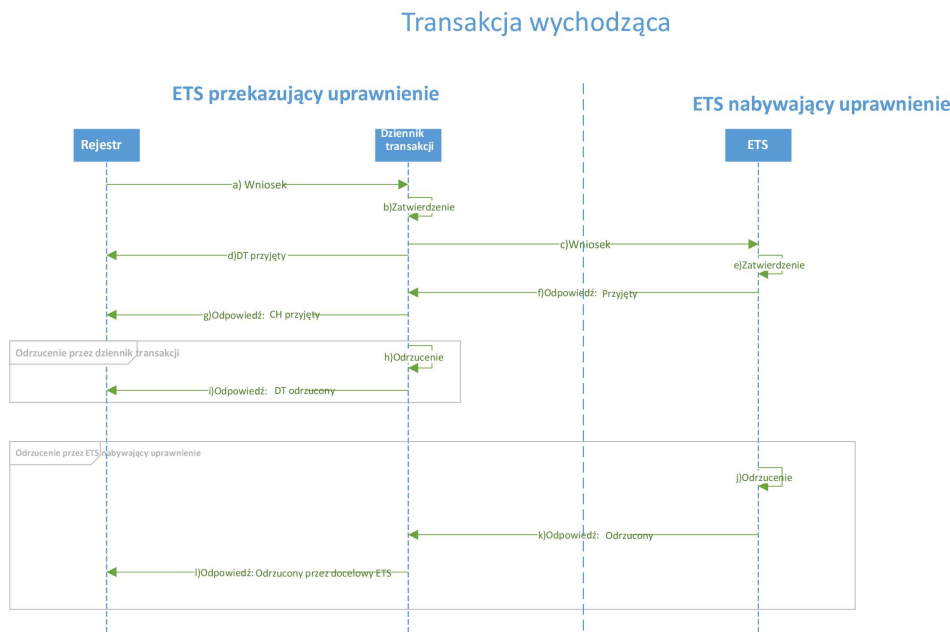 Transakcja wychodząca
ETS przekazujący uprawnienie
ETS nabywający uprawnienie
Rejestr
Dziennik
transakcji
ETS
a) Wniosek
b)Zatwierdzenie
c)Wniosek
d)DT przyjęty
e)Zatwierdzenie
f)Odpowiedź: Przyjęty
g)Odpowiedź: CH przyjęty
Odrzucenie przez dziennik transakcji
h)Odrzucenie
i)Odpowiedź: DT odrzucony
Odrzucenie przez ETS nabywający uprawnienie
j)Odrzucenie
k)Odpowiedź: Odrzucony
l)Odpowiedź: Odrzucony przez docelowy ETS